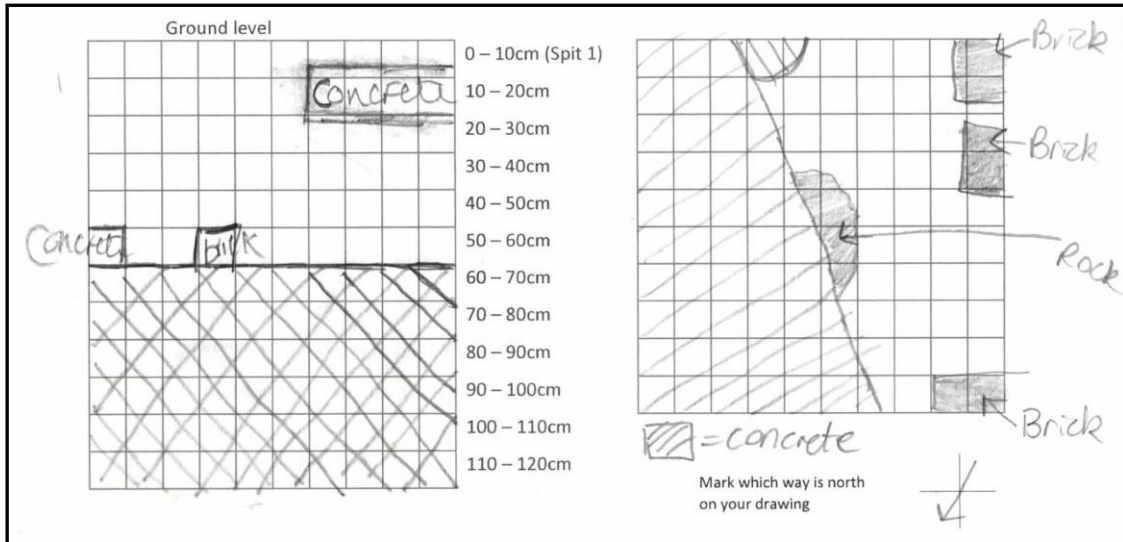 Ground level
0 – 10cm (Spit 1)
Concrete
10 – 20cm
20 – 30cm
30 – 40cm
40 – 50cm
Concrete
brik
50 – 60cm
60 – 70cm
70 – 80cm
80 – 90cm
90 – 100cm
100 – 110cm
110 – 120cm
Brick
Brick
Rock
Brick
= concrete
Mark which way is north
on your drawing